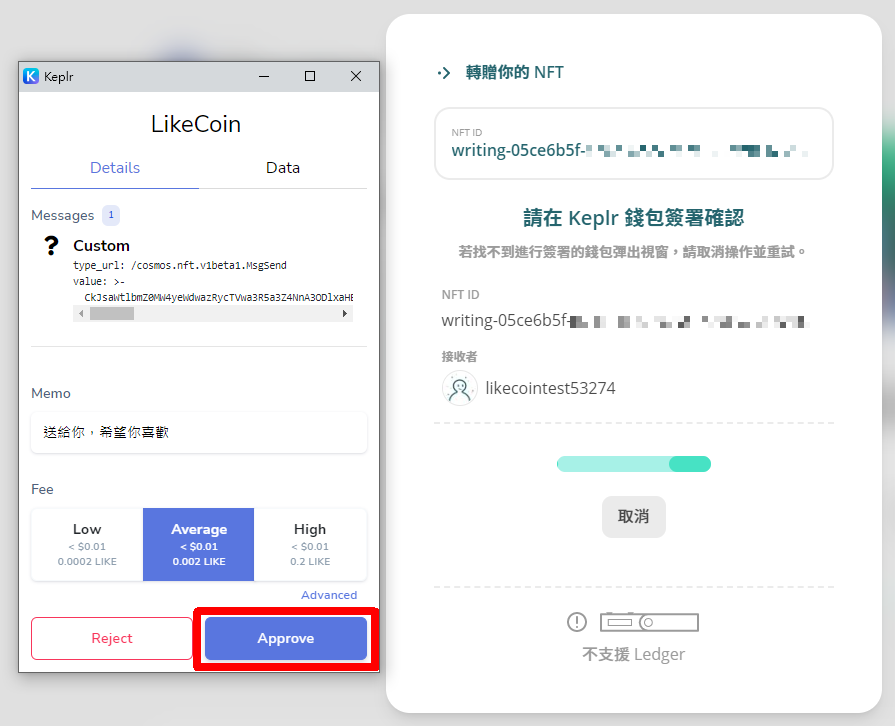 Keplr
LikeCoin
Details
Data
Messages 1
? Custom
type_url: /cosmos.nft.v1beta1.MsgSend
value: >-
Memo
送給你，希望你喜歡
Fee
Low
< $0.01
0.0002 LIKE
Average
< $0.01
0.002 LIKE
High
< $0.01
0.2 LIKE
Advanced
Reject
Approve
轉贈你的 NFT
NFT ID
writing-05ce6b5f-
請在 Keplr 錢包簽署確認
若找不到進行簽署的錢包彈出視窗，請取消操作並重試。
NFT ID
writing-05ce6b5f-
接收者
likecointest53274
取消
不支援 Ledger